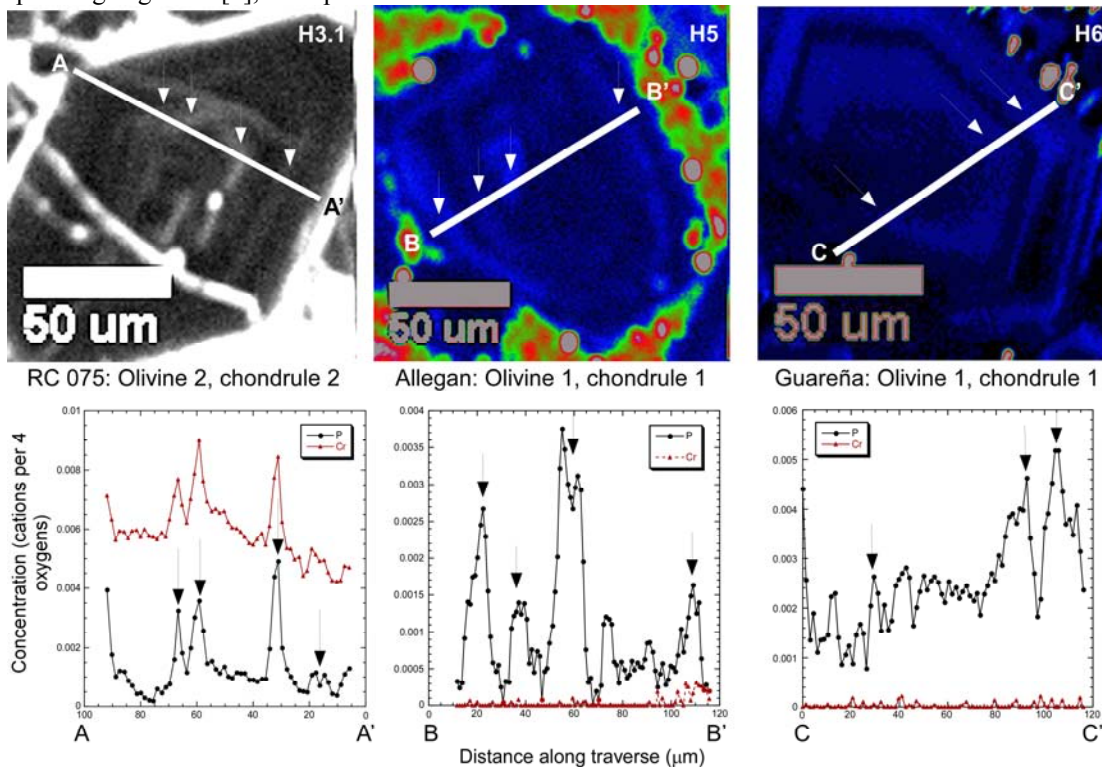 H3.1
A
A'
50 um
H5
B'
B
50 um
H6
C'
C
50 um
RC 075: Olivine 2, chondrule 2
Allegan: Olivine 1, chondrule 1
Guareña: Olivine 1, chondrule 1
Concentration (cations per 4 oxygens)
0.01
0.008
0.006
0.004
0.002
0
P
Cr
100
80
60
40
20
0
A
A'
0.004
0.0035
0.003
0.0025
0.002
0.0015
0.001
0.0005
0
P
Cr
0
20
40
60
80
100
120
B
B'
Distance along traverse (μm)
0.006
0.005
0.004
0.003
0.002
0.001
0
P
Cr
0
20
40
60
80
100
120
C
C'